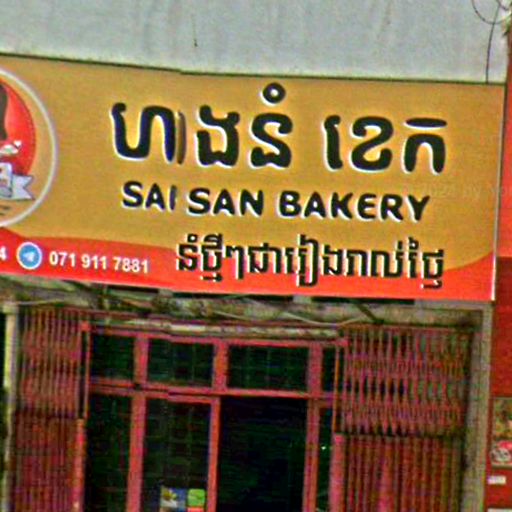 ហាងនំ ខេក
SAI SAN BAKERY
4 071 911 7881
នំថ្មីៗជារៀងរាល់ថ្ងៃ